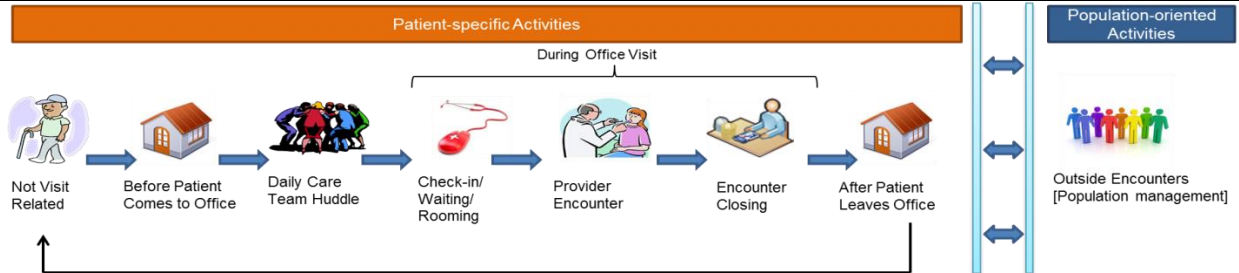 Patient-specific Activities
Population-oriented
Activities
During Office Visit
Not Visit
Related
Before Patient
Comes to Office
Daily Care
Team Huddle
Check-in/
Waiting/
Rooming
Provider
Encounter
Encounter
Closing
After Patient
Leaves Office
Outside Encounters
[Population management]